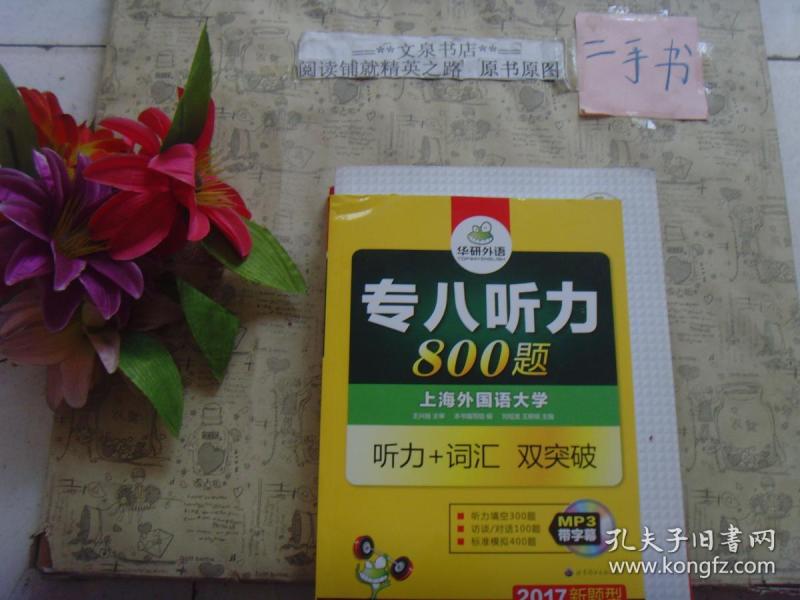 ==**文泉书店**==
阅读铺就精英之路 原书原图
二手书
华研外语
专八听力
800题
上海外国语大学
听力+词汇 双突破
■ 听力填空300题
■ 访谈/对话100题
■ 标准模拟400题
MP3
带字幕
2017新题型
孔夫子旧书网
www.kongfz.com